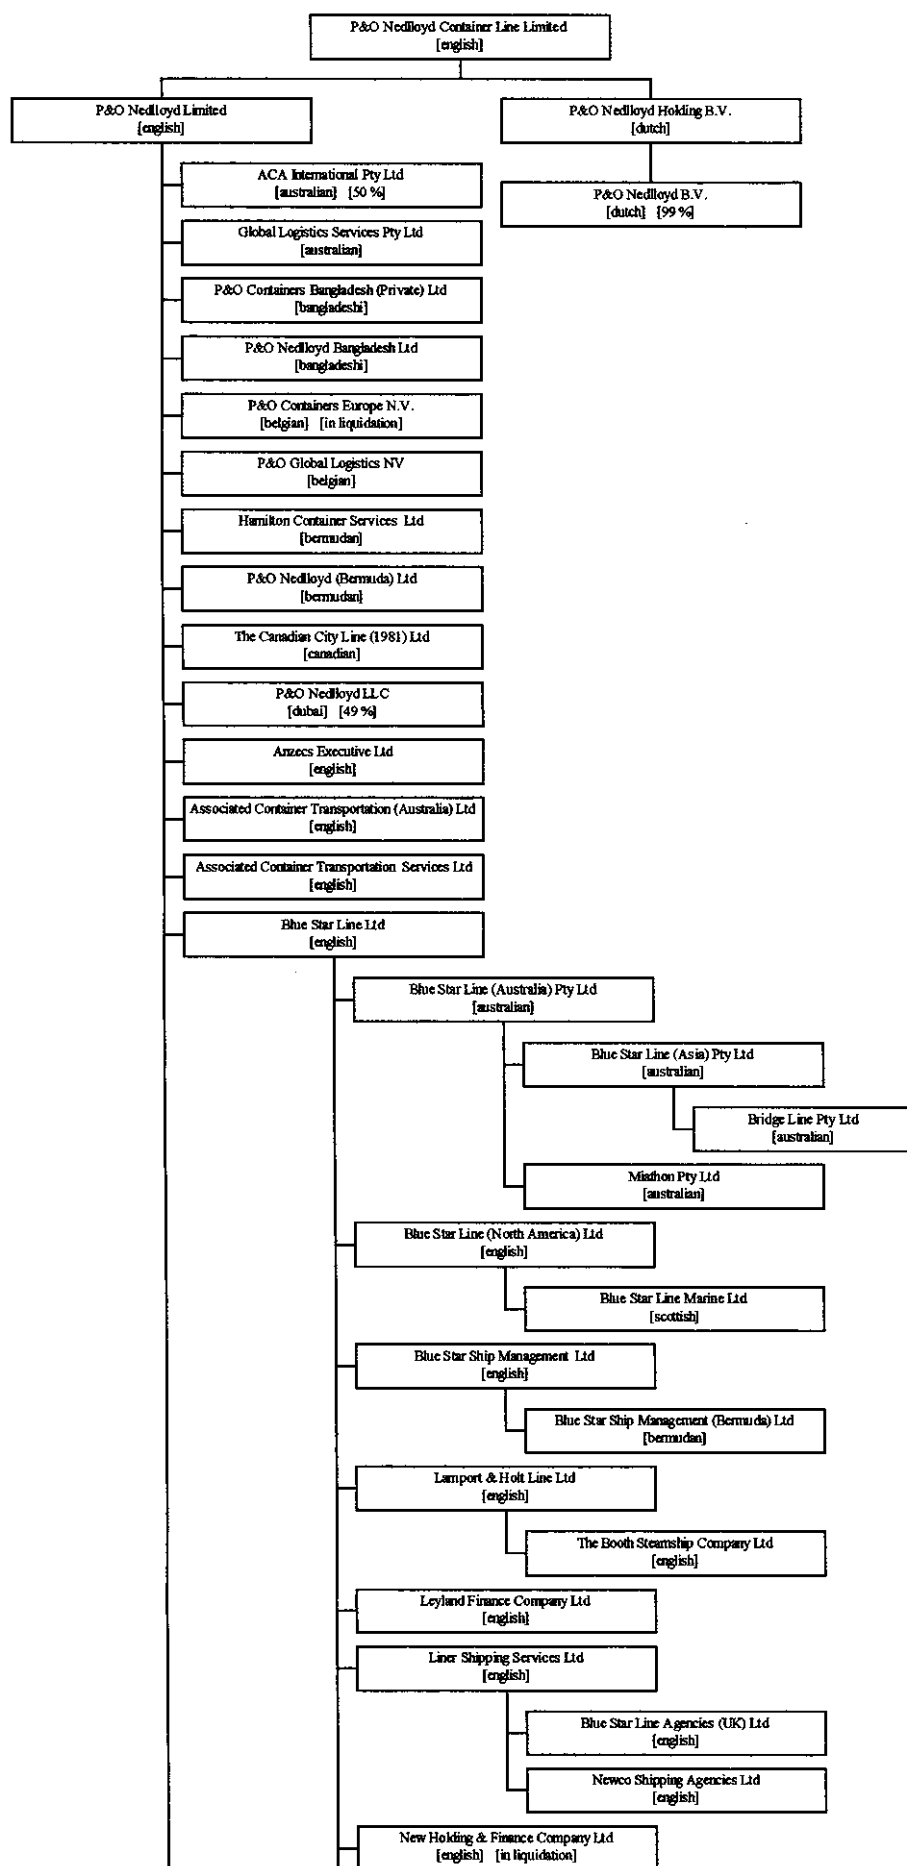 P&O Nedlloyd Container Line Limited
[english]
P&O Nedlloyd Limited
[english]
P&O Nedlloyd Holding B.V.
[dutch]
ACA International Pty Ltd
[australian] [50 %]
P&O Nedlloyd B.V.
[dutch] [99 %]
Global Logistics Services Pty Ltd
[australian]
P&O Containers Bangladesh (Private) Ltd
[bangladeshi]
P&O Nedlloyd Bangladesh Ltd
[bangladeshi]
P&O Containers Europe N.V.
[belgian] [in liquidation]
P&O Global Logistics NV
[belgian]
Hamilton Container Services Ltd
[bermudan]
P&O Nedlloyd (Bermuda) Ltd
[bermudan]
The Canadian City Line (1981) Ltd
[canadian]
P&O Nedlloyd LLC
[dubai] [49 %]
Anzecs Executive Ltd
[english]
Associated Container Transportation (Australia) Ltd
[english]
Associated Container Transportation Services Ltd
[english]
Blue Star Line Ltd
[english]
Blue Star Line (Australia) Pty Ltd
[australian]
Blue Star Line (Asia) Pty Ltd
[australian]
Bridge Line Pty Ltd
[australian]
Miathon Pty Ltd
[australian]
Blue Star Line (North America) Ltd
[english]
Blue Star Line Marine Ltd
[scottish]
Blue Star Ship Management Ltd
[english]
Blue Star Ship Management (Bermuda) Ltd
[bermudan]
Lamport & Holt Line Ltd
[english]
The Booth Steamship Company Ltd
[english]
Leyland Finance Company Ltd
[english]
Liner Shipping Services Ltd
[english]
Blue Star Line Agencies (UK) Ltd
[english]
Newco Shipping Agencies Ltd
[english]
New Holding & Finance Company Ltd
[english] [in liquidation]